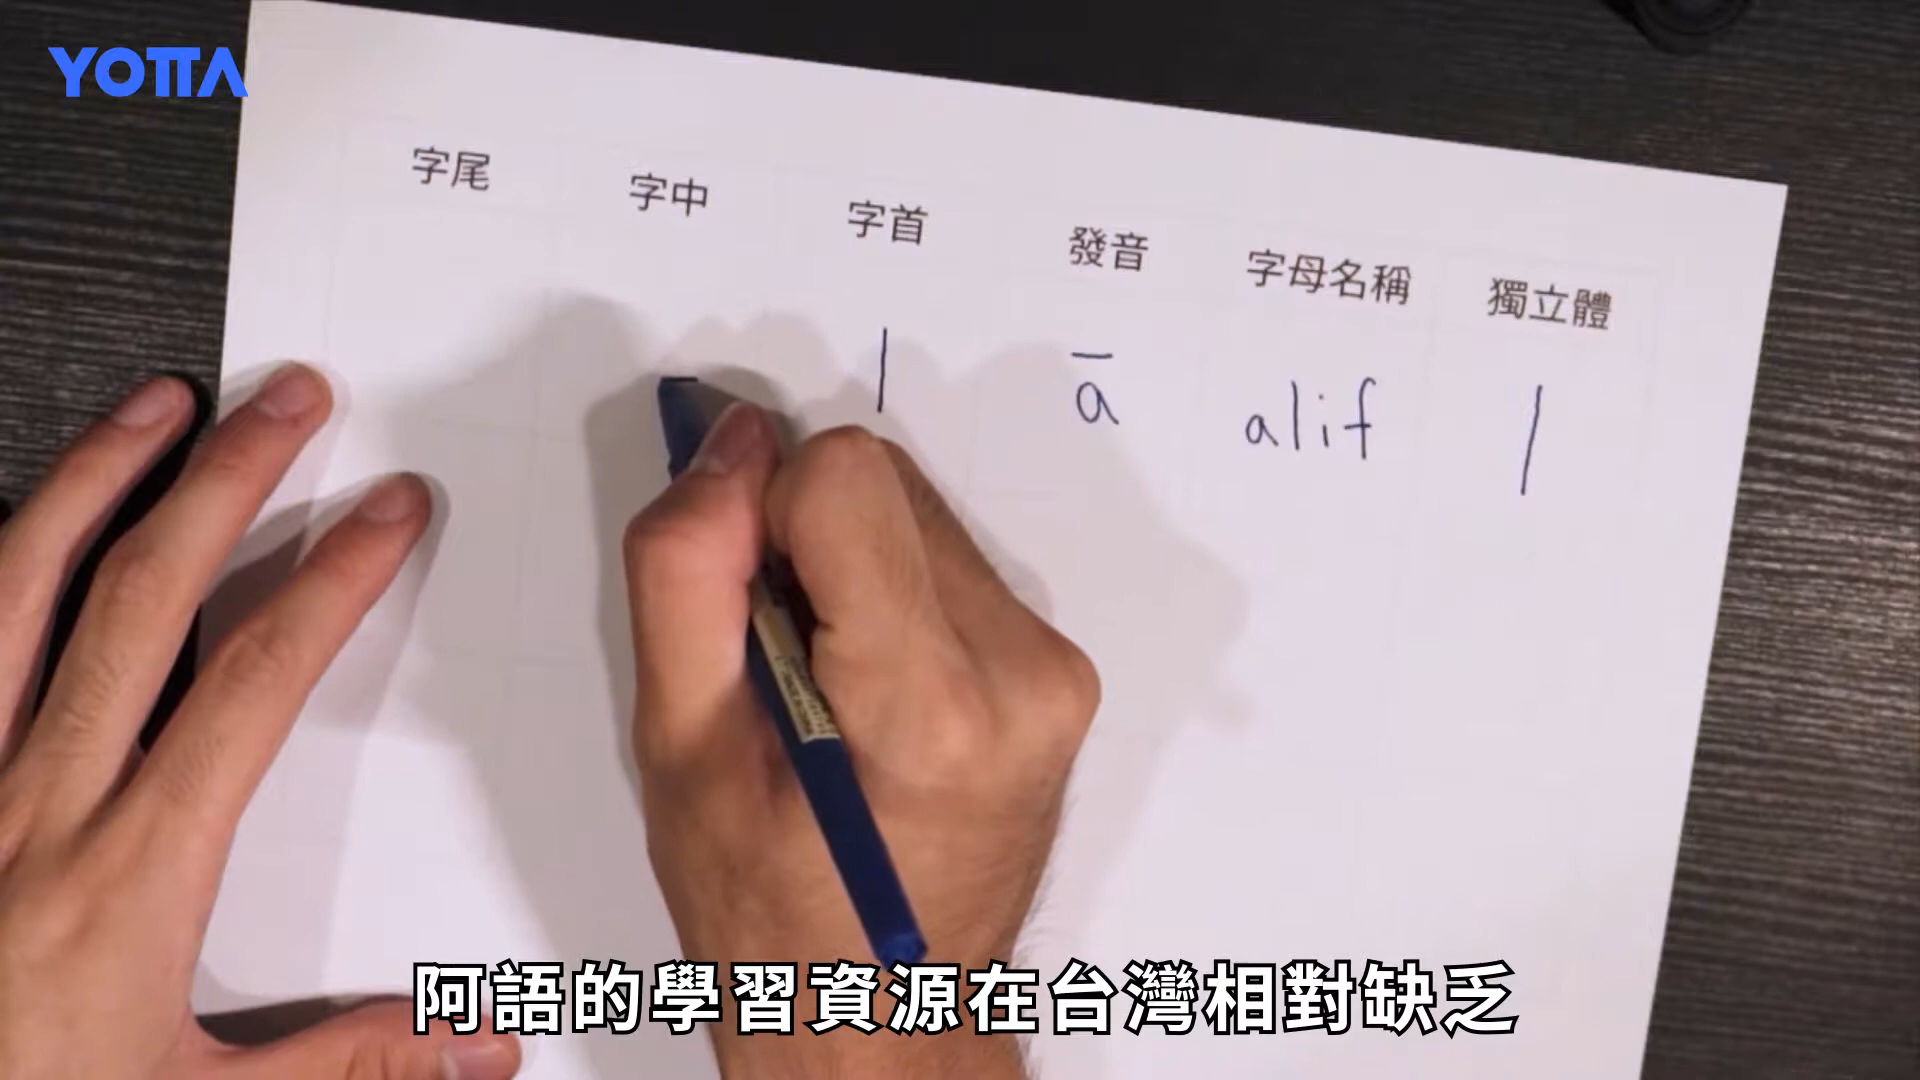 YOTTA
字尾 字中 字首 發音 字母名稱 獨立體
ا ā alif ا
阿語的學習資源在台灣相對缺乏